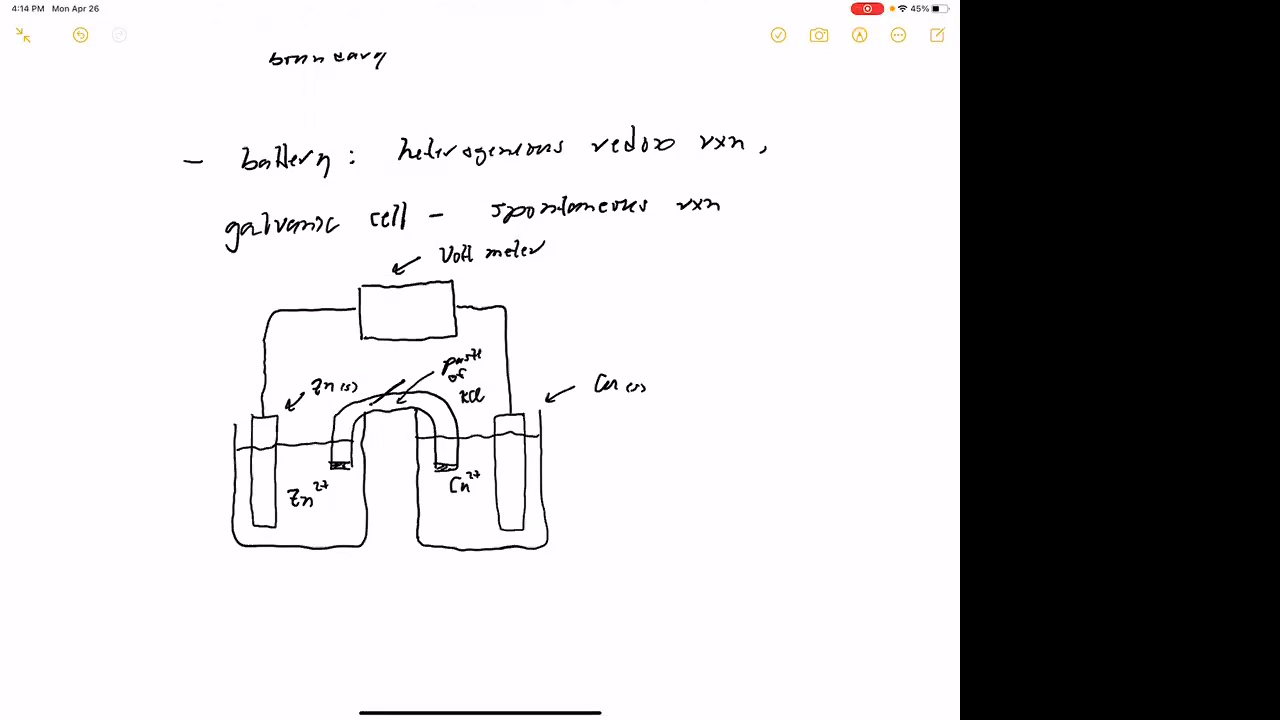 4:14 PM Mon Apr 26
45%
boundary
- battery: heterogeneous redox rxn,
galvanic cell - spontaneous rxn
Volt meter
paste
of
KCl
Zn (s)
Cu (s)
Zn2+
Cu2+